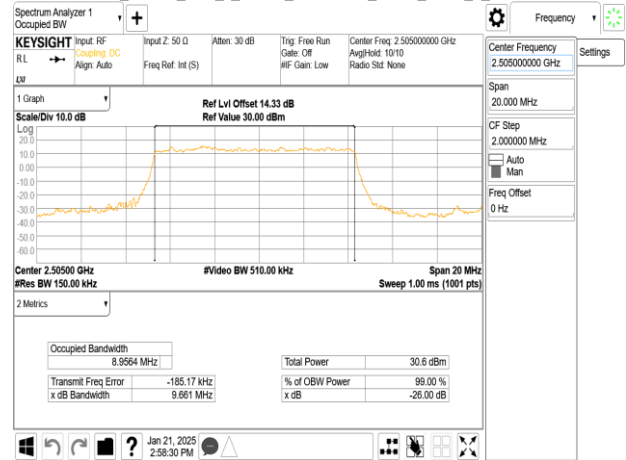 Spectrum Analyzer 1
Occupied BW
Frequency
KEYSIGHT Input: RF Input Z: 50 Ω Atten: 30 dB Trig: Free Run Center Freq: 2.505000000 GHz
RL Coupling: DC Gate: Off Avg|Hold: 10/10
Align: Auto Freq Ref: Int (S) #IF Gain: Low Radio Std: None
LXI
Center Frequency
2.505000000 GHz
Settings
Span
20.000 MHz
CF Step
2.000000 MHz
Auto
Man
Freq Offset
0 Hz
1 Graph
Ref Lvl Offset 14.33 dB
Scale/Div 10.0 dB Ref Value 30.00 dBm
Log
20.0
10.0
0.00
-10.0
-20.0
-30.0
-40.0
-50.0
-60.0
Center 2.50500 GHz #Video BW 510.00 kHz Span 20 MHz
#Res BW 150.00 kHz Sweep 1.00 ms (1001 pts)
2 Metrics
Occupied Bandwidth
8.9564 MHz
Total Power 30.6 dBm
Transmit Freq Error -185.17 kHz % of OBW Power 99.00 %
x dB Bandwidth 9.661 MHz x dB -26.00 dB
? Jan 21, 2025
2:58:30 PM